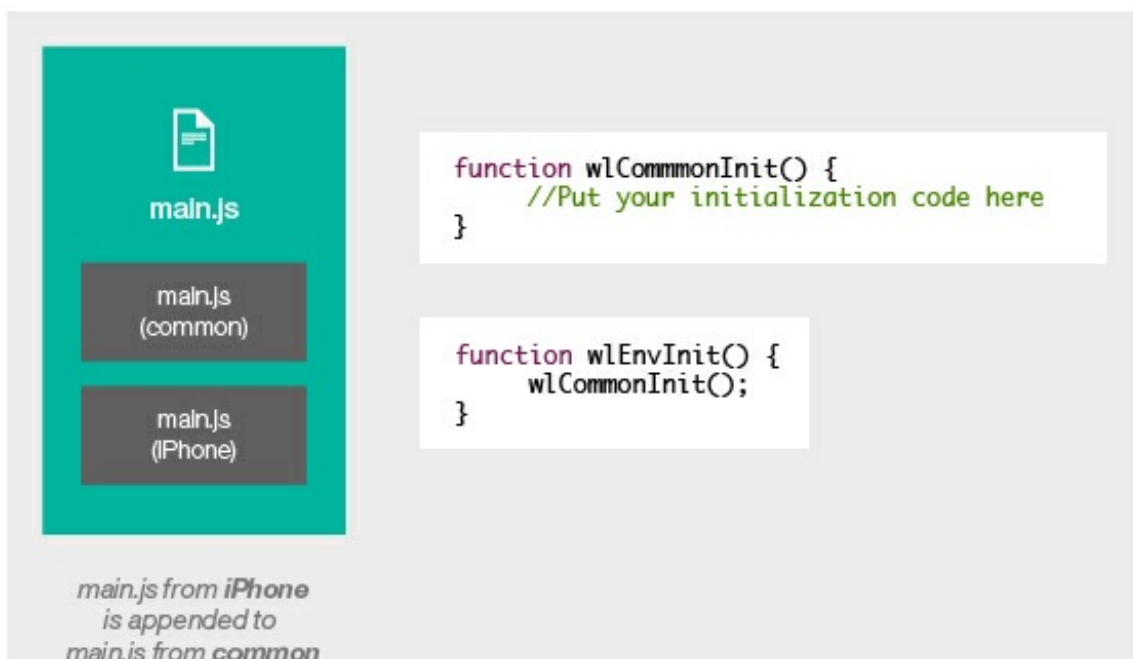 main.js
main.js
(common)
main.js
(iPhone)
main.js from iPhone
is appended to
main.js from common
function wlCommmonInit() {
//Put your initialization code here
}
function wlEnvInit() {
wlCommonInit();
}